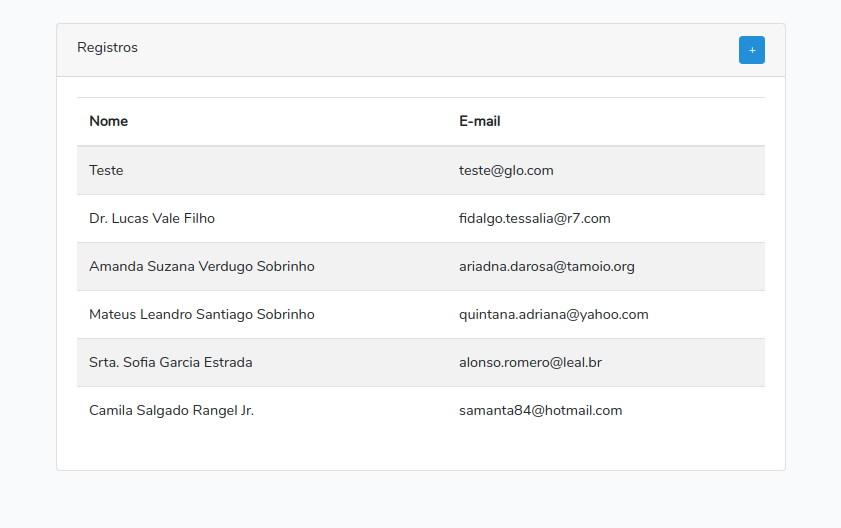 Registros +
Nome E-mail
Teste teste@glo.com
Dr. Lucas Vale Filho fidalgo.tessalia@r7.com
Amanda Suzana Verdugo Sobrinho ariadna.darosa@tamoio.org
Mateus Leandro Santiago Sobrinho quintana.adriana@yahoo.com
Srta. Sofia Garcia Estrada alonso.romero@leal.br
Camila Salgado Rangel Jr. samanta84@hotmail.com